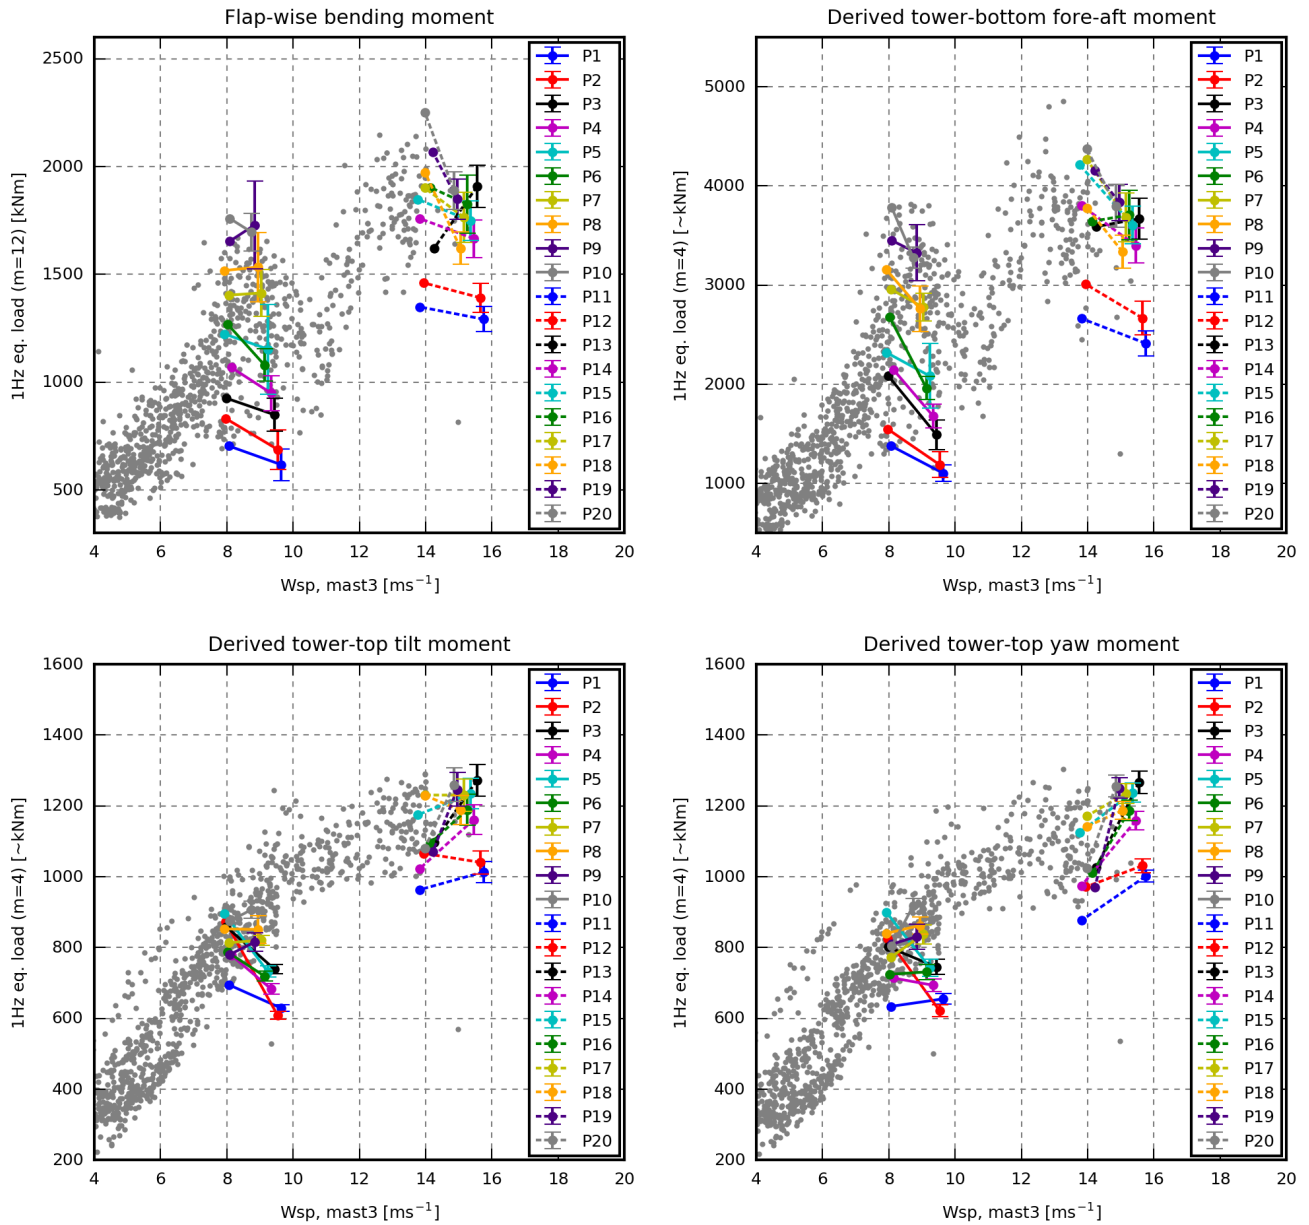 Flap-wise bending moment
1Hz eq. load (m=12) [kNm]
2500
2000
1500
1000
500
4 6 8 10 12 14 16 18 20
Wsp, mast3 [ms⁻¹]
P1
P2
P3
P4
P5
P6
P7
P8
P9
P10
P11
P12
P13
P14
P15
P16
P17
P18
P19
P20
Derived tower-bottom fore-aft moment
1Hz eq. load (m=4) [~kNm]
5000
4000
3000
2000
1000
4 6 8 10 12 14 16 18 20
Wsp, mast3 [ms⁻¹]
P1
P2
P3
P4
P5
P6
P7
P8
P9
P10
P11
P12
P13
P14
P15
P16
P17
P18
P19
P20
Derived tower-top tilt moment
1Hz eq. load (m=4) [~kNm]
1600
1400
1200
1000
800
600
400
200
4 6 8 10 12 14 16 18 20
Wsp, mast3 [ms⁻¹]
P1
P2
P3
P4
P5
P6
P7
P8
P9
P10
P11
P12
P13
P14
P15
P16
P17
P18
P19
P20
Derived tower-top yaw moment
1Hz eq. load (m=4) [~kNm]
1600
1400
1200
1000
800
600
400
200
4 6 8 10 12 14 16 18 20
Wsp, mast3 [ms⁻¹]
P1
P2
P3
P4
P5
P6
P7
P8
P9
P10
P11
P12
P13
P14
P15
P16
P17
P18
P19
P20